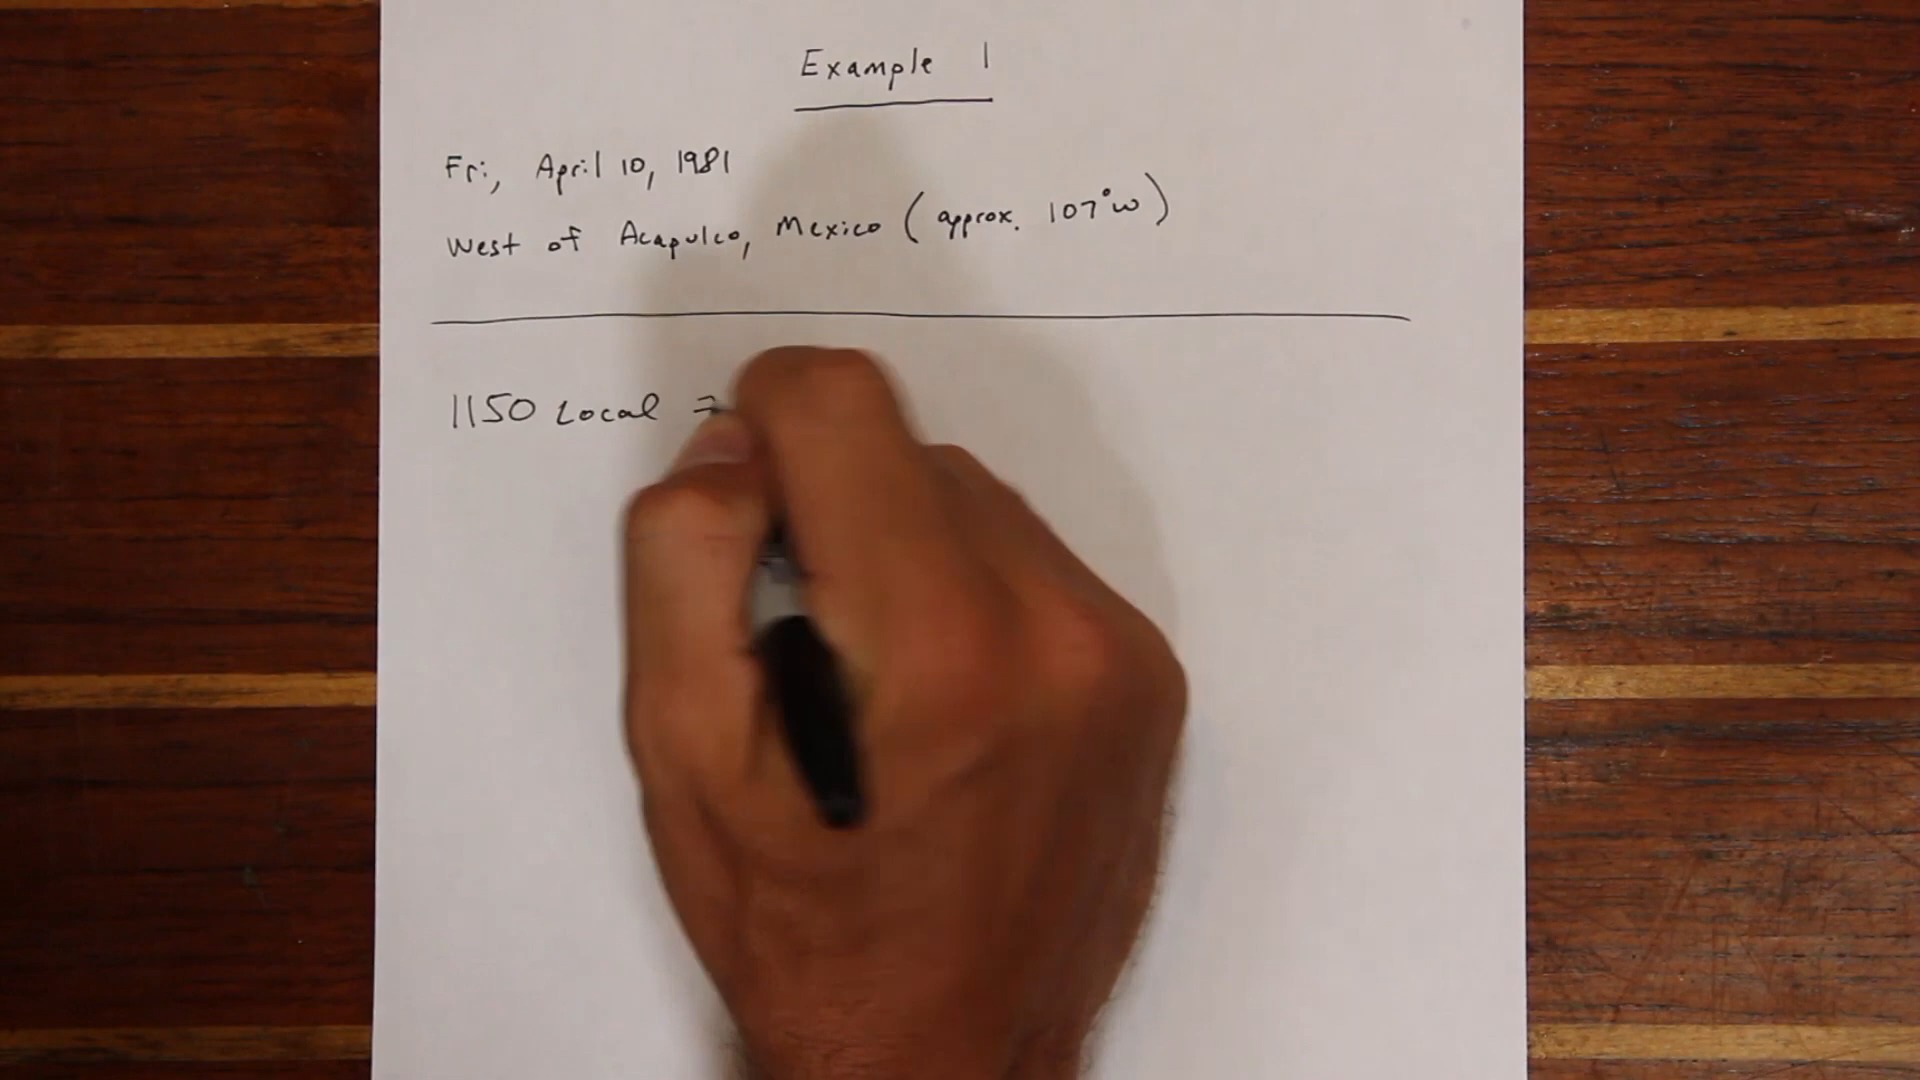 Example 1
Fri, April 10, 1981
West of Acapulco, Mexico (approx. 107°W)
1150 Local =